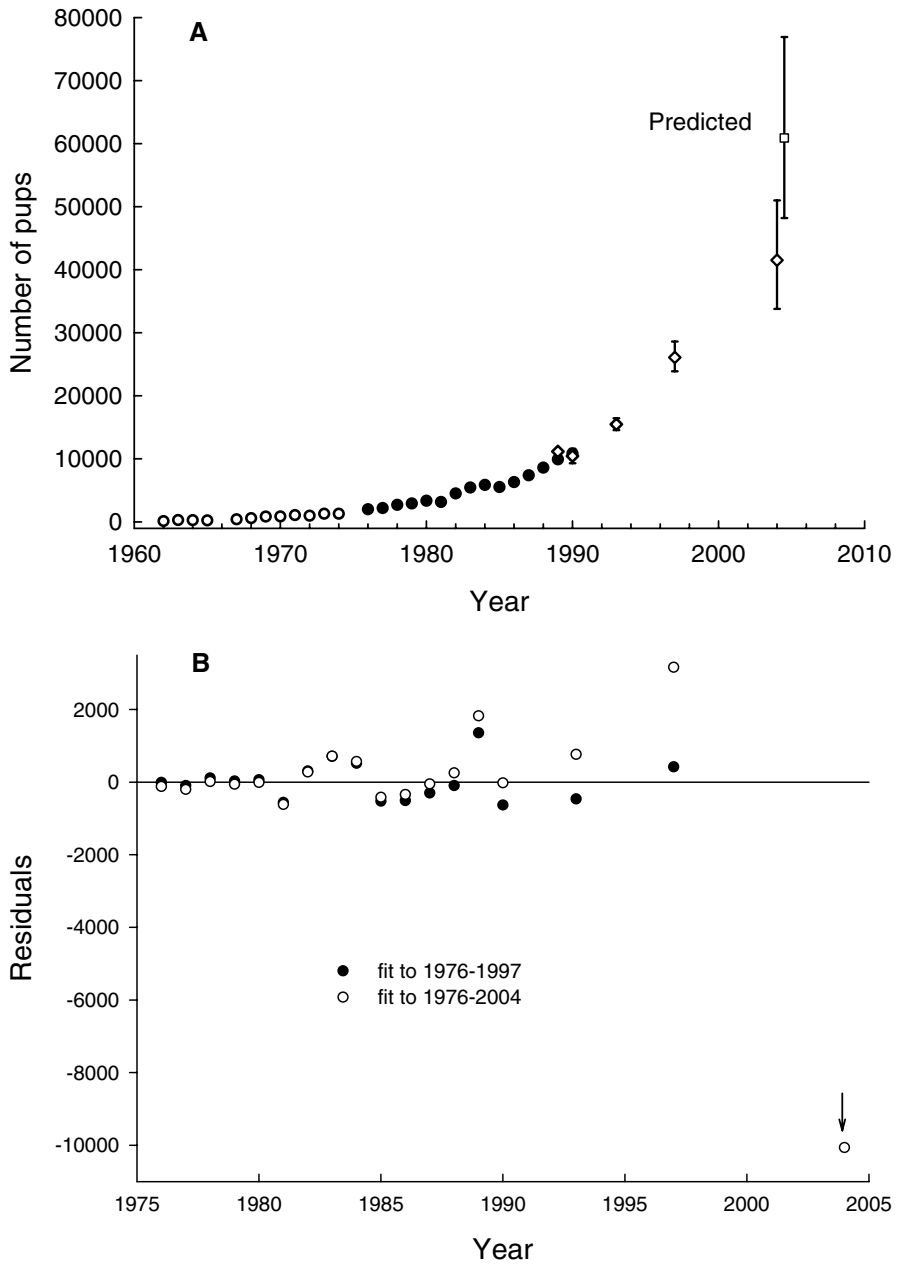 A
80000
70000
60000
50000
40000
30000
20000
10000
0
Number of pups
Predicted
1960 1970 1980 1990 2000 2010
Year
B
2000
0
-2000
-4000
-6000
-8000
-10000
Residuals
fit to 1976-1997
fit to 1976-2004
1975 1980 1985 1990 1995 2000 2005
Year